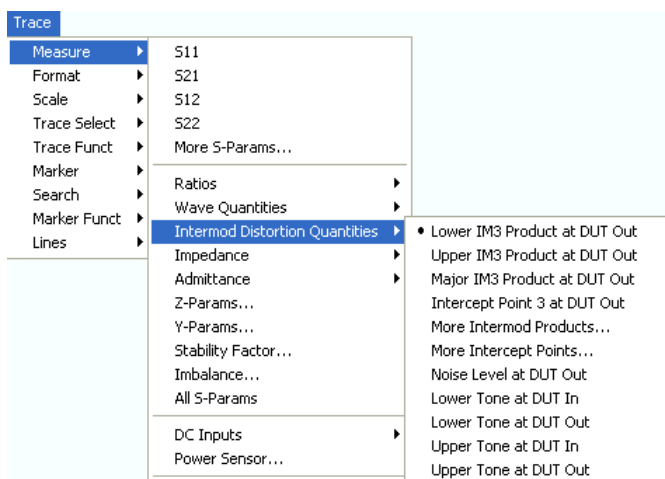 Trace
Measure
Format
Scale
Trace Select
Trace Funct
Marker
Search
Marker Funct
Lines
S11
S21
S12
S22
More S-Params...
Ratios
Wave Quantities
Intermod Distortion Quantities
Impedance
Admittance
Z-Params...
Y-Params...
Stability Factor...
Imbalance...
All S-Params
DC Inputs
Power Sensor...
Lower IM3 Product at DUT Out
Upper IM3 Product at DUT Out
Major IM3 Product at DUT Out
Intercept Point 3 at DUT Out
More Intermod Products...
More Intercept Points...
Noise Level at DUT Out
Lower Tone at DUT In
Lower Tone at DUT Out
Upper Tone at DUT In
Upper Tone at DUT Out